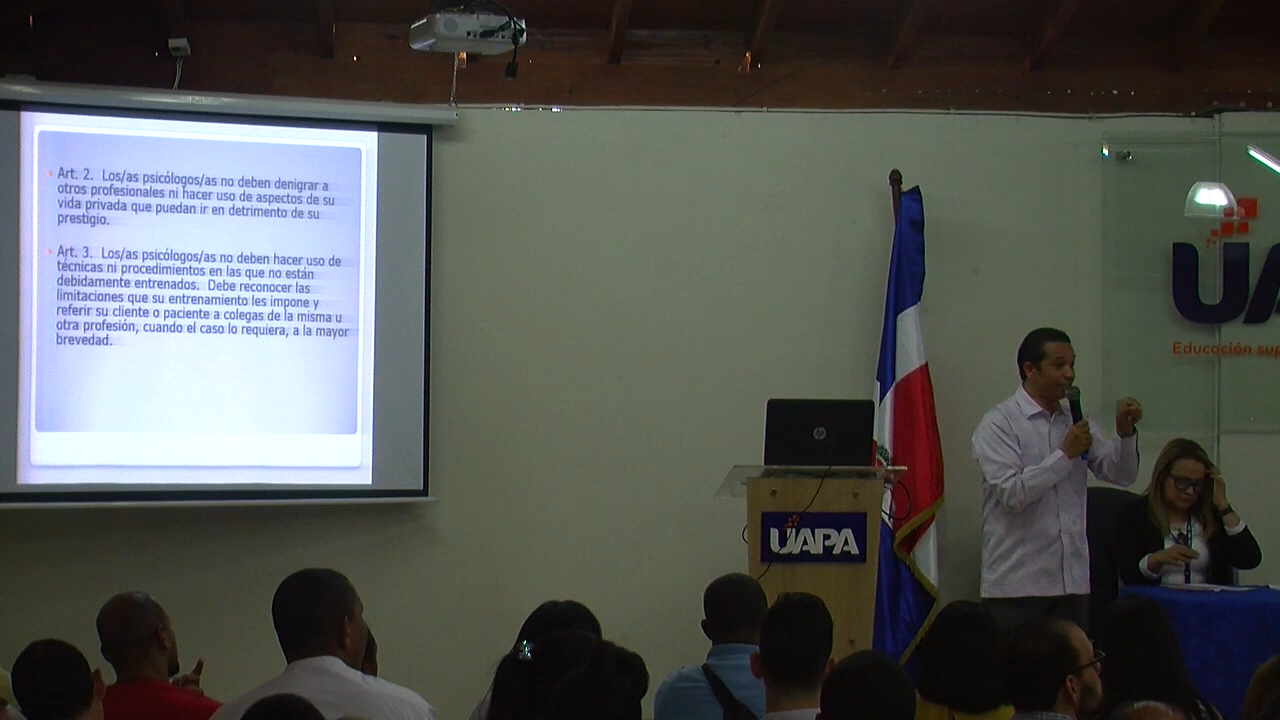 Art. 2. Los/as psicólogos/as no deben denigrar a
otros profesionales ni hacer uso de aspectos de su
vida privada que puedan ir en detrimento de su
prestigio.
Art. 3. Los/as psicólogos/as no deben hacer uso de
técnicas ni procedimientos en las que no están
debidamente entrenados. Debe reconocer las
limitaciones que su entrenamiento les impone y
referir su cliente o paciente a colegas de la misma u
otra profesión, cuando el caso lo requiera, a la mayor
brevedad.
UAPA
UA
Educación sup